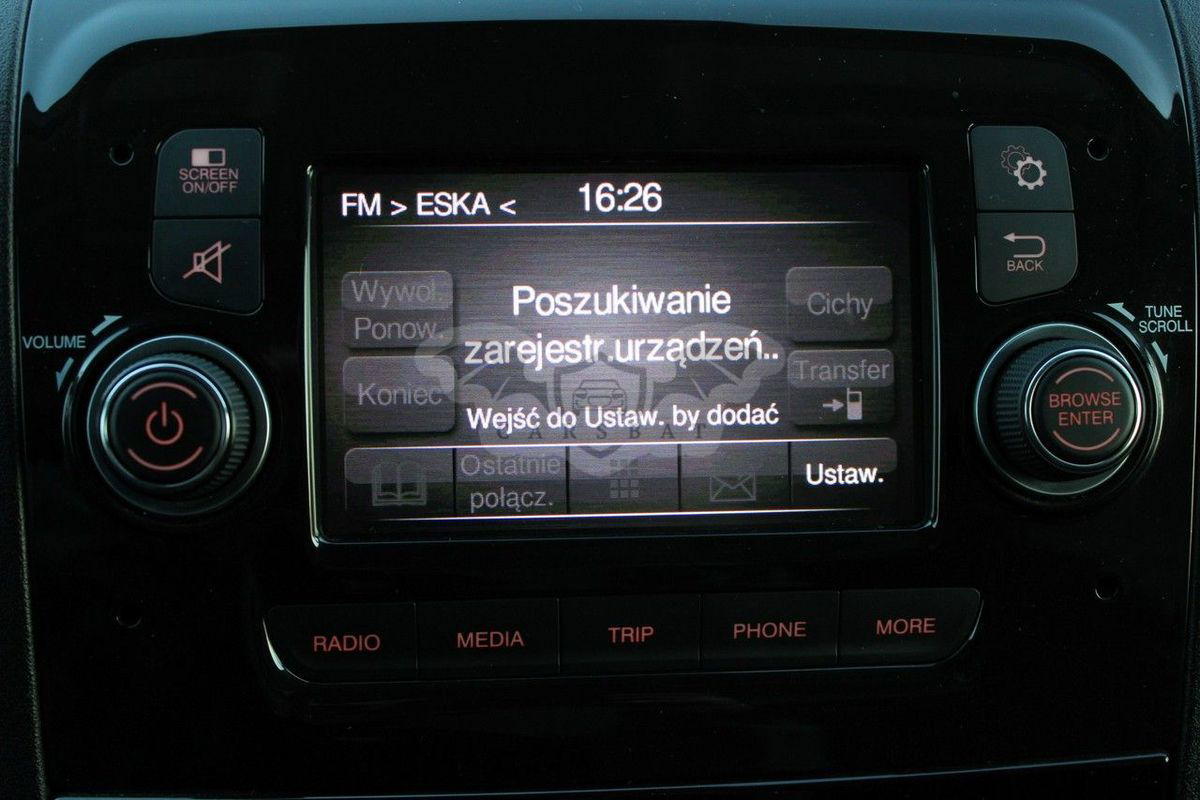 SCREEN
ON/OFF
FM > ESKA <
16:26
BACK
VOLUME
TUNE
SCROLL
Wywoł.
Ponow.
Koniec
Poszukiwanie
zarejestr.urządzeń..
Wejść do Ustaw. by dodać
Cichy
Transfer
CARSBAT
Ostatnie
połącz.
Ustaw.
BROWSE
ENTER
RADIO
MEDIA
TRIP
PHONE
MORE